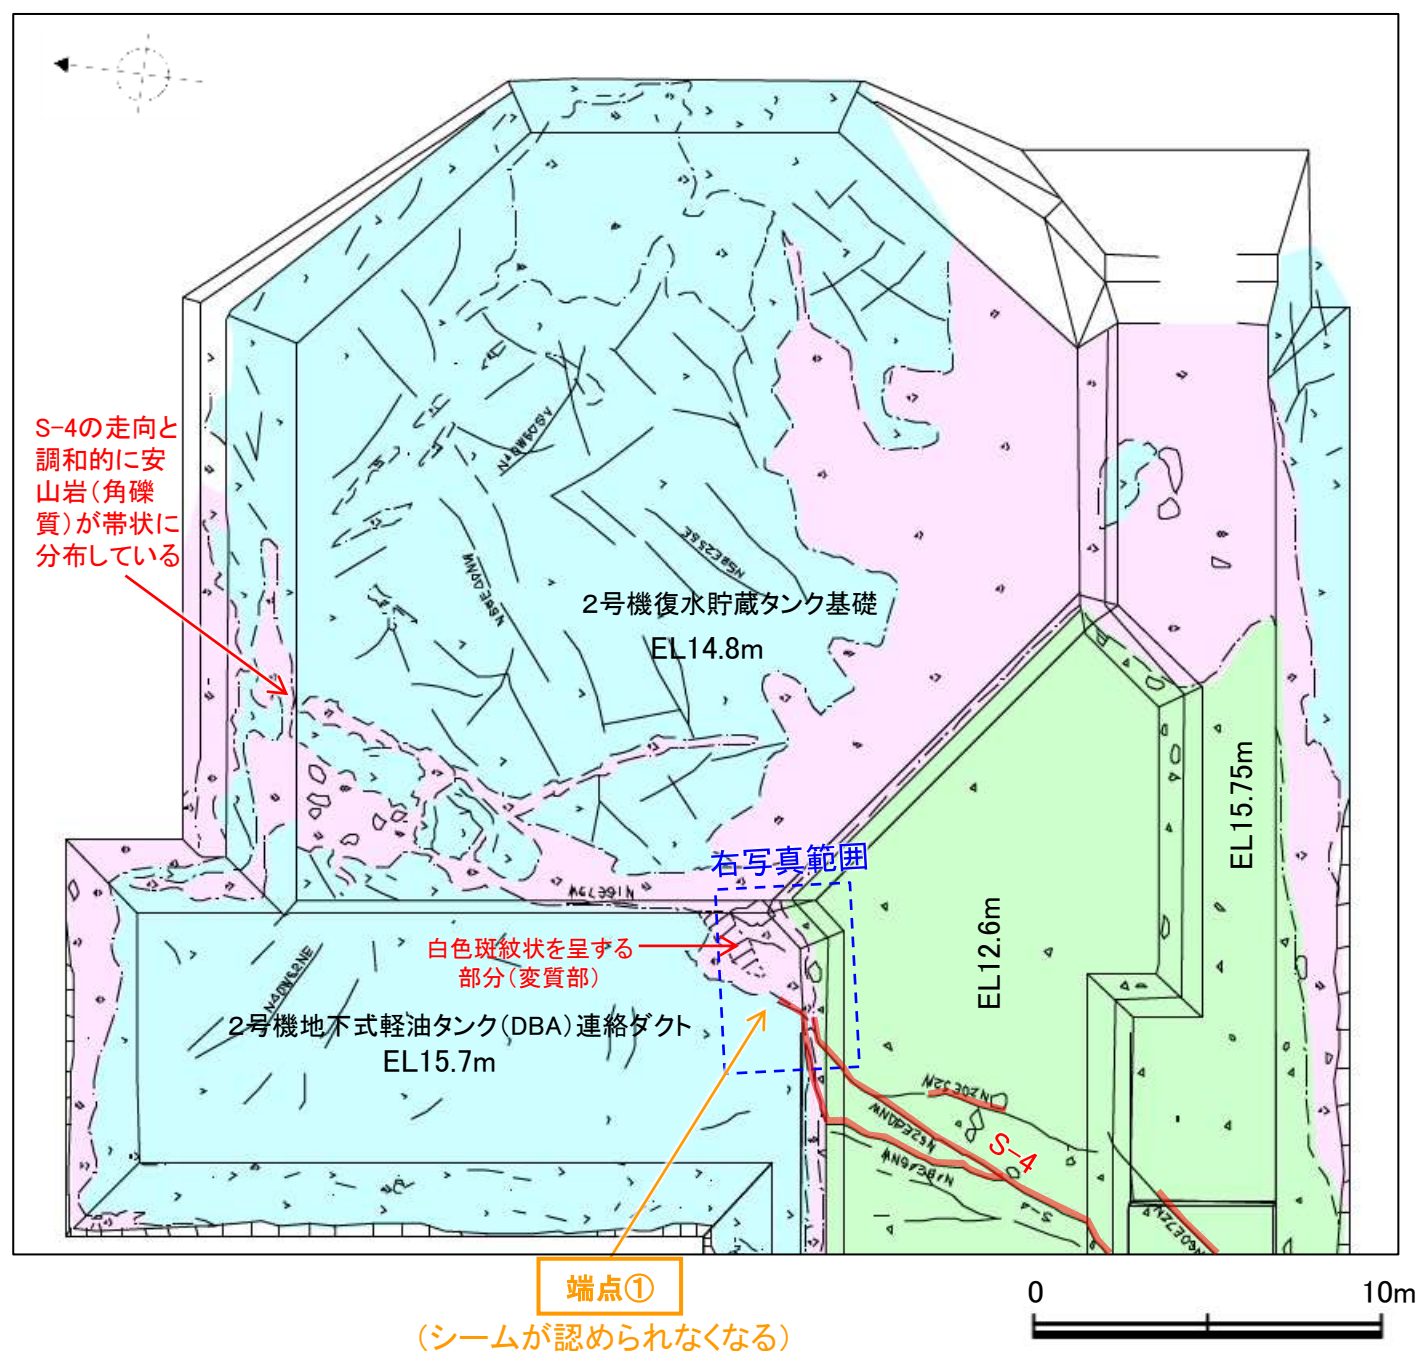 S-4の走向と
調和的に安
山岩(角礫
質)が帯状に
分布している
2号機復水貯蔵タンク基礎
EL14.8m
EL15.75m
右写真範囲
N16E79W
白色斑紋状を呈する
部分(変質部)
EL12.6m
N40W62NE
2号機地下式軽油タンク(DBA)連絡ダクト
EL15.7m
S-4
S-4
端点①
(シームが認められなくなる)
0
10m